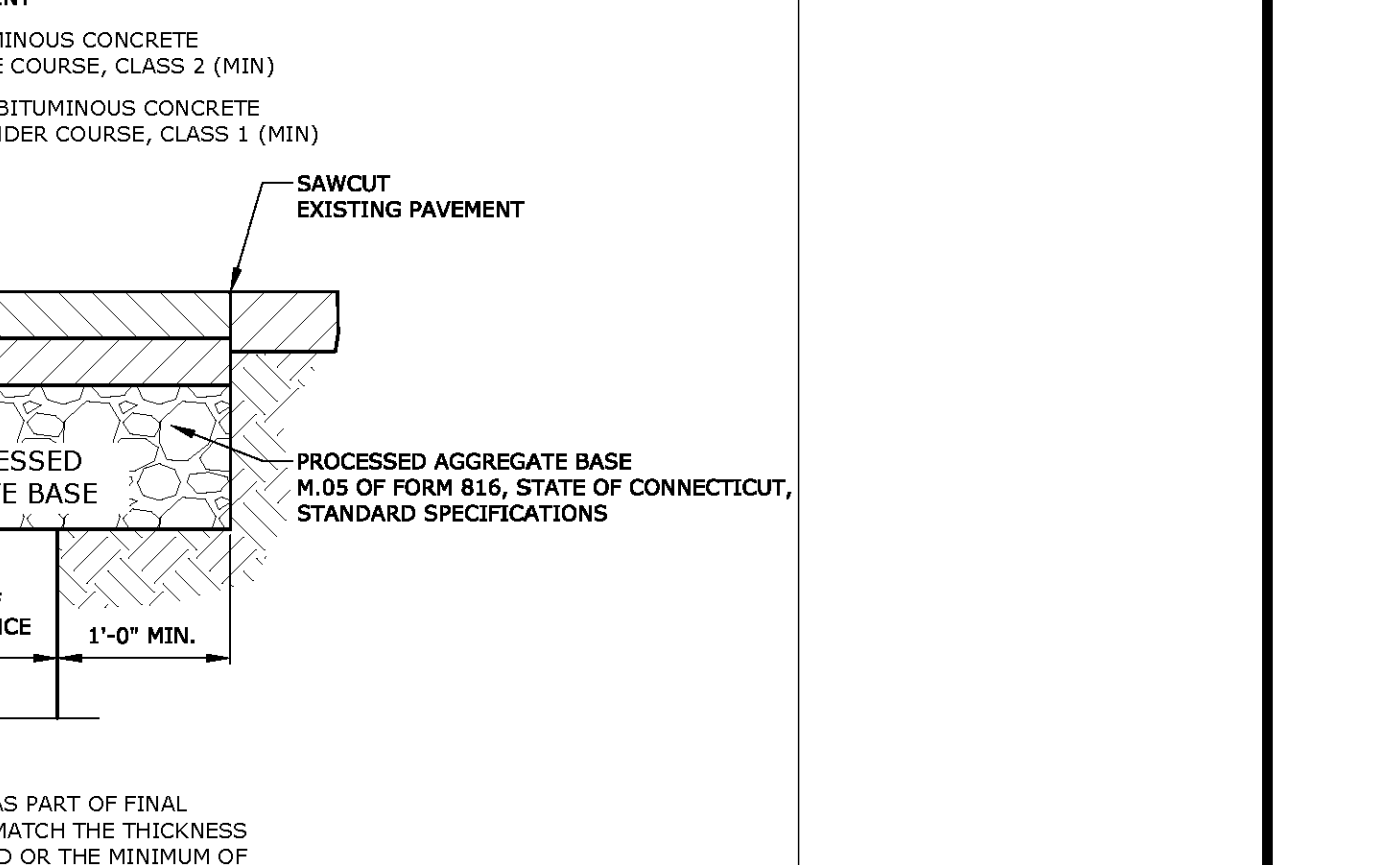 MINOUS CONCRETE
COURSE, CLASS 2 (MIN)
BITUMINOUS CONCRETE
DER COURSE, CLASS 1 (MIN)
SAWCUT
EXISTING PAVEMENT
ESSED
E BASE
PROCESSED AGGREGATE BASE
M.05 OF FORM 816, STATE OF CONNECTICUT,
STANDARD SPECIFICATIONS
CE
1'-0" MIN.
AS PART OF FINAL
MATCH THE THICKNESS
OR THE MINIMUM OF